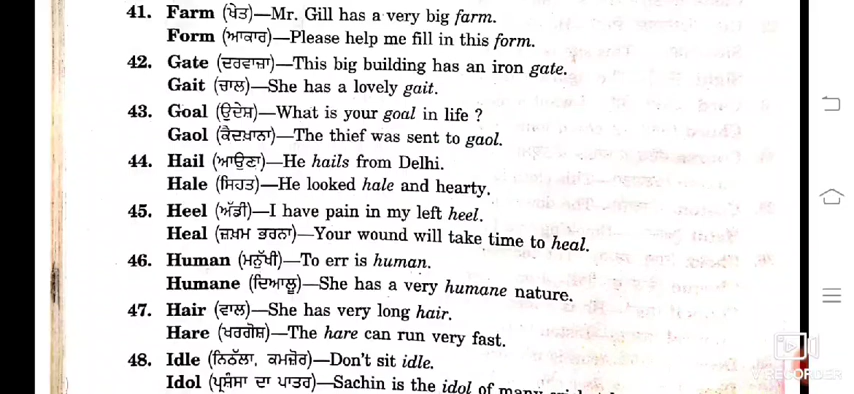 41. Farm (ਖੇਤ)—Mr. Gill has a very big farm.
Form (ਆਕਾਰ)—Please help me fill in this form.
42. Gate (ਦਰਵਾਜ਼ਾ)—This big building has an iron gate.
Gait (ਚਾਲ)—She has a lovely gait.
43. Goal (ਉਦੇਸ਼)—What is your goal in life ?
Gaol (ਕੈਦਖ਼ਾਨਾ)—The thief was sent to gaol.
44. Hail (ਆਉਣਾ)—He hails from Delhi.
Hale (ਸਿਹਤ)—He looked hale and hearty.
45. Heel (ਅੱਡੀ)—I have pain in my left heel.
Heal (ਜ਼ਖ਼ਮ ਭਰਨਾ)—Your wound will take time to heal.
46. Human (ਮਨੁੱਖੀ)—To err is human.
Humane (ਦਿਆਲੂ)—She has a very humane nature.
47. Hair (ਵਾਲ)—She has very long hair.
Hare (ਖਰਗੋਸ਼)—The hare can run very fast.
48. Idle (ਨਿਠੱਲਾ, ਕਮਜ਼ੋਰ)—Don't sit idle.
Idol (ਪ੍ਰਸੰਸਾ ਦਾ ਪਾਤਰ)—Sachin is the idol of many
RECORDER